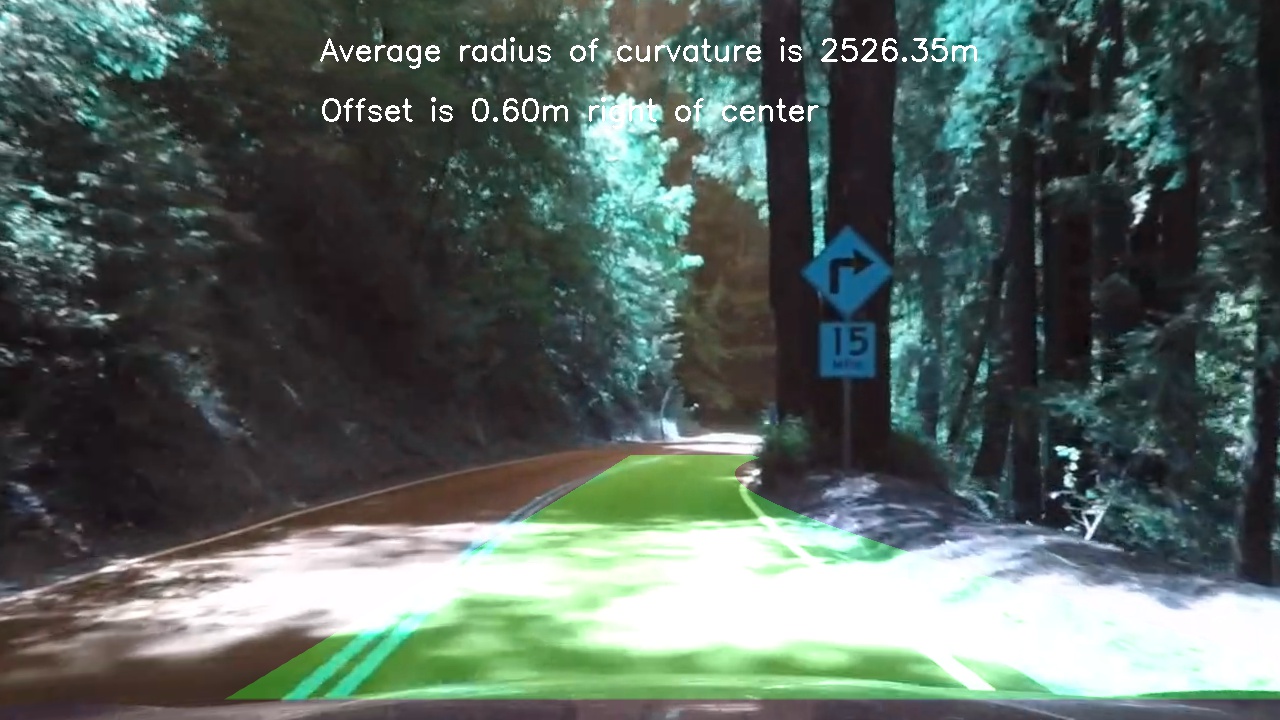 Average radius of curvature is 2526.35m
Offset is 0.60m right of center
15
MPH